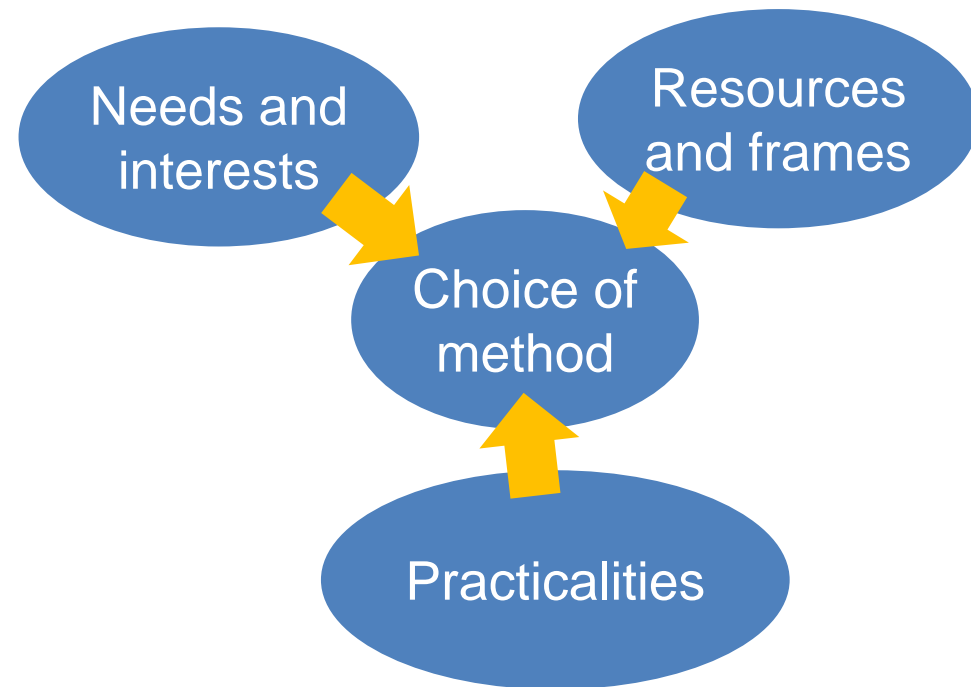 Needs and
interests
Resources
and frames
Choice of
method
Practicalities